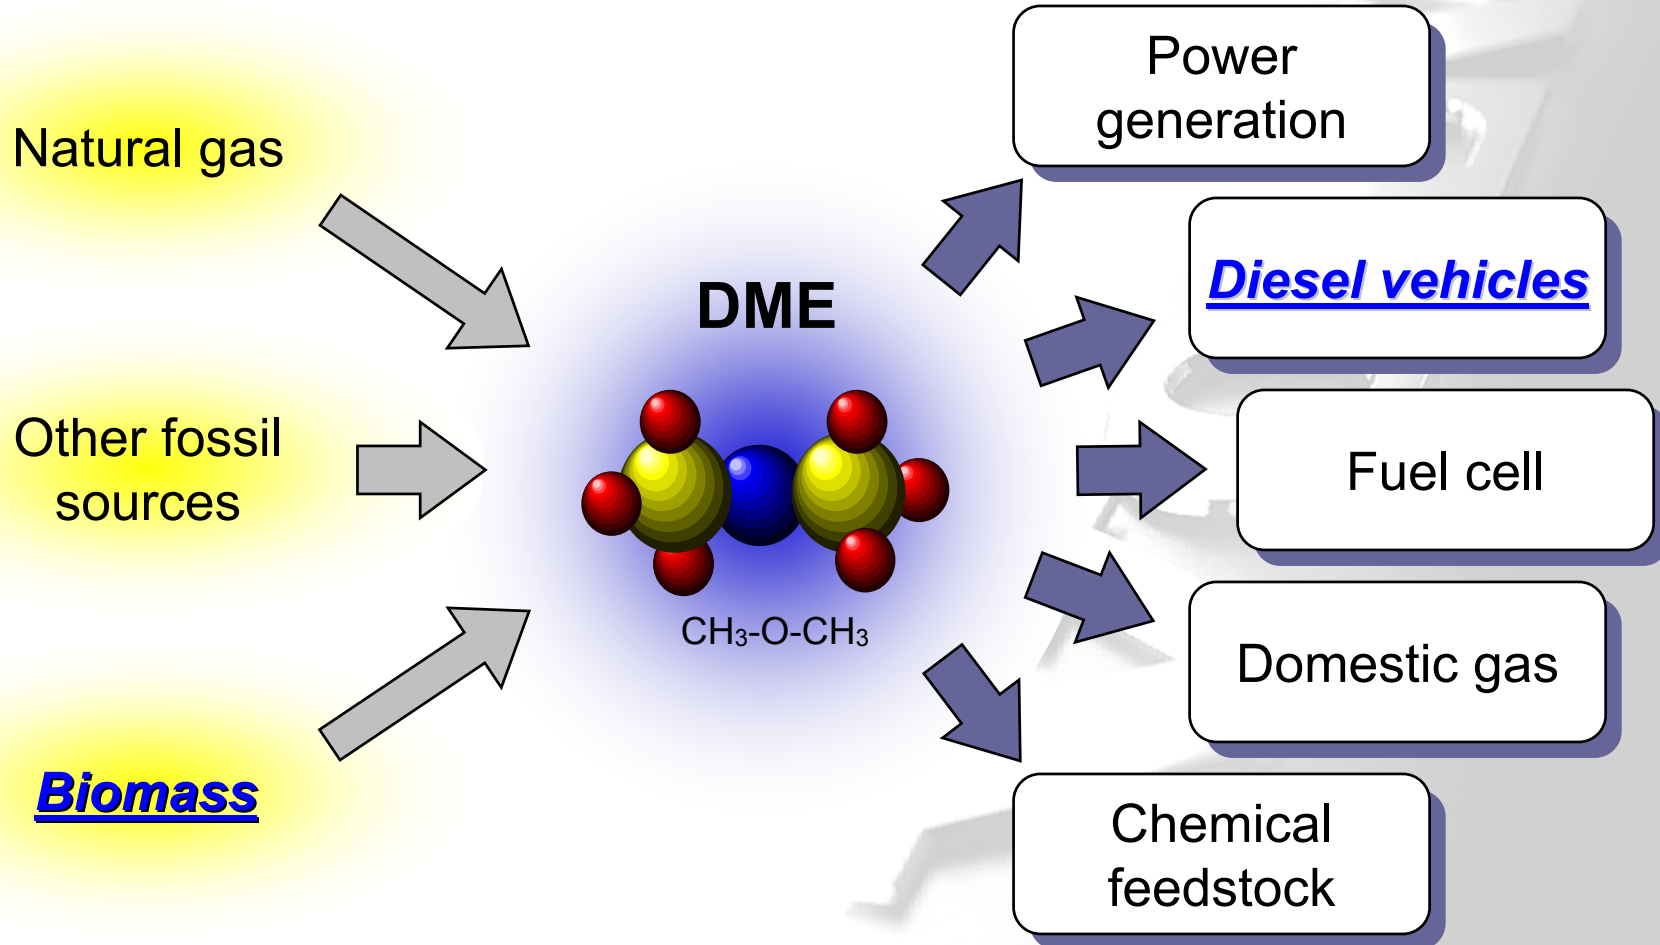 Natural gas
Other fossil
sources
Biomass
DME
CH₃-O-CH₃
Power
generation
Diesel vehicles
Fuel cell
Domestic gas
Chemical
feedstock